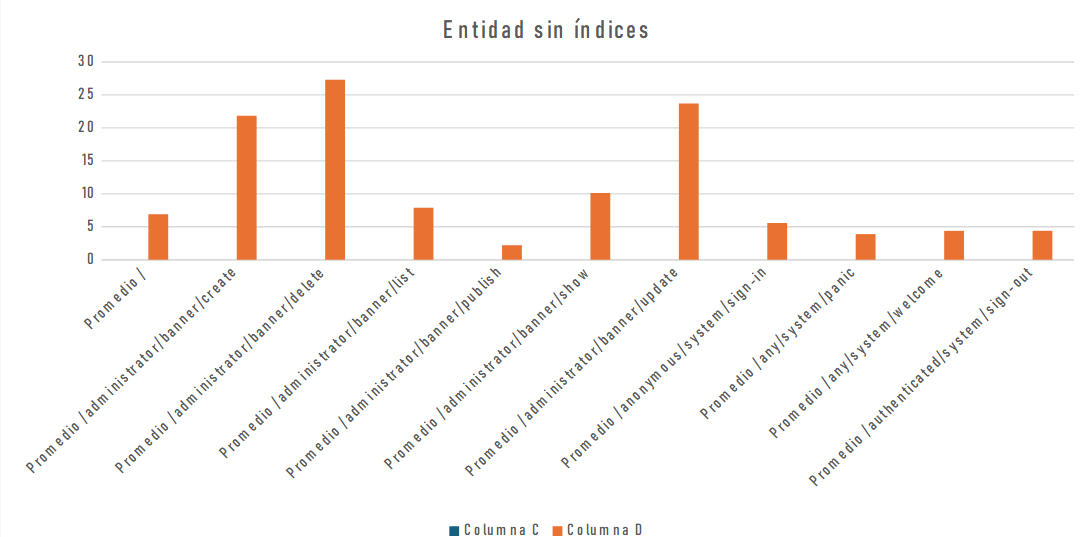 Entidad sin índices
30
25
20
15
10
5
0
Promedio /
Promedio /administrator/banner/create
Promedio /administrator/banner/delete
Promedio /administrator/banner/list
Promedio /administrator/banner/publish
Promedio /administrator/banner/show
Promedio /administrator/banner/update
Promedio /anonymous/system/sign-in
Promedio /any/system/panic
Promedio /any/system/welcome
Promedio /authenticated/system/sign-out
Columna C Columna D